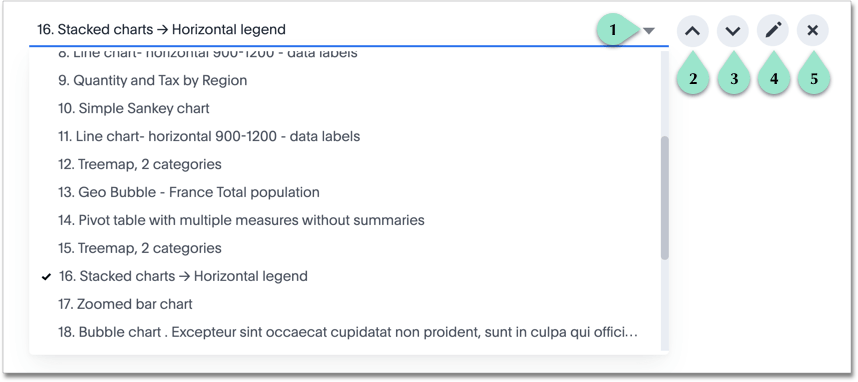 16. Stacked charts → Horizontal legend
1
8. Line chart- horizontal 900-1200 - data labels
2
3
4
5
9. Quantity and Tax by Region
10. Simple Sankey chart
11. Line chart- horizontal 900-1200 - data labels
12. Treemap, 2 categories
13. Geo Bubble - France Total population
14. Pivot table with multiple measures without summaries
15. Treemap, 2 categories
16. Stacked charts → Horizontal legend
17. Zoomed bar chart
18. Bubble chart . Excepteur sint occaecat cupidatat non proident, sunt in culpa qui offici...